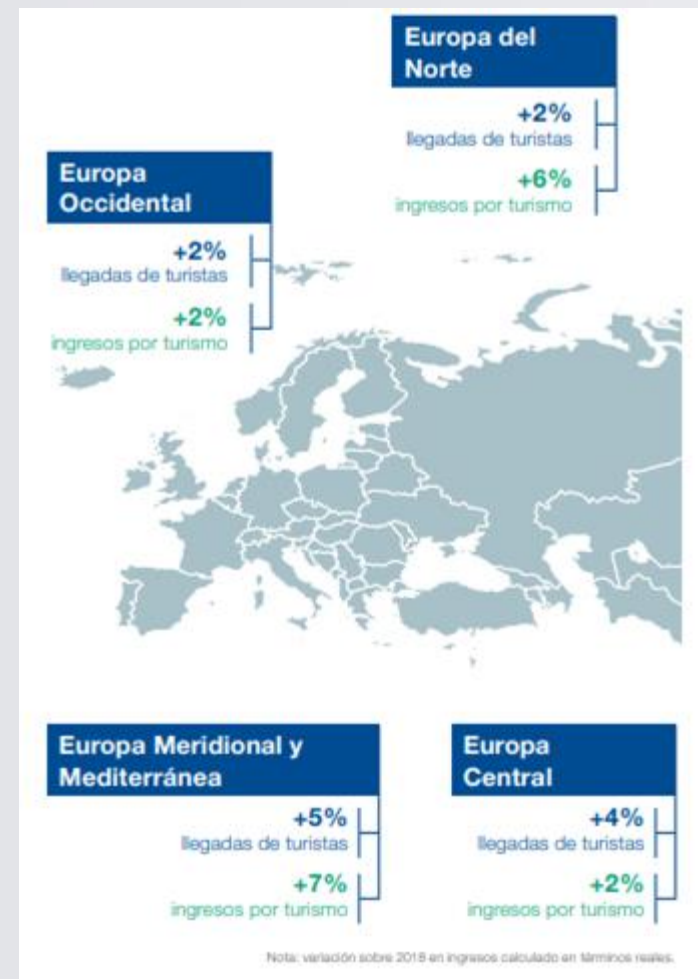 Europa del
Norte
+2%
llegadas de turistas
+6%
ingresos por turismo
Europa
Occidental
+2%
llegadas de turistas
+2%
ingresos por turismo
Europa Meridional y
Mediterránea
+5%
llegadas de turistas
+7%
ingresos por turismo
Europa
Central
+4%
llegadas de turistas
+2%
ingresos por turismo
Nota: variación sobre 2018 en ingresos calculado en términos reales.